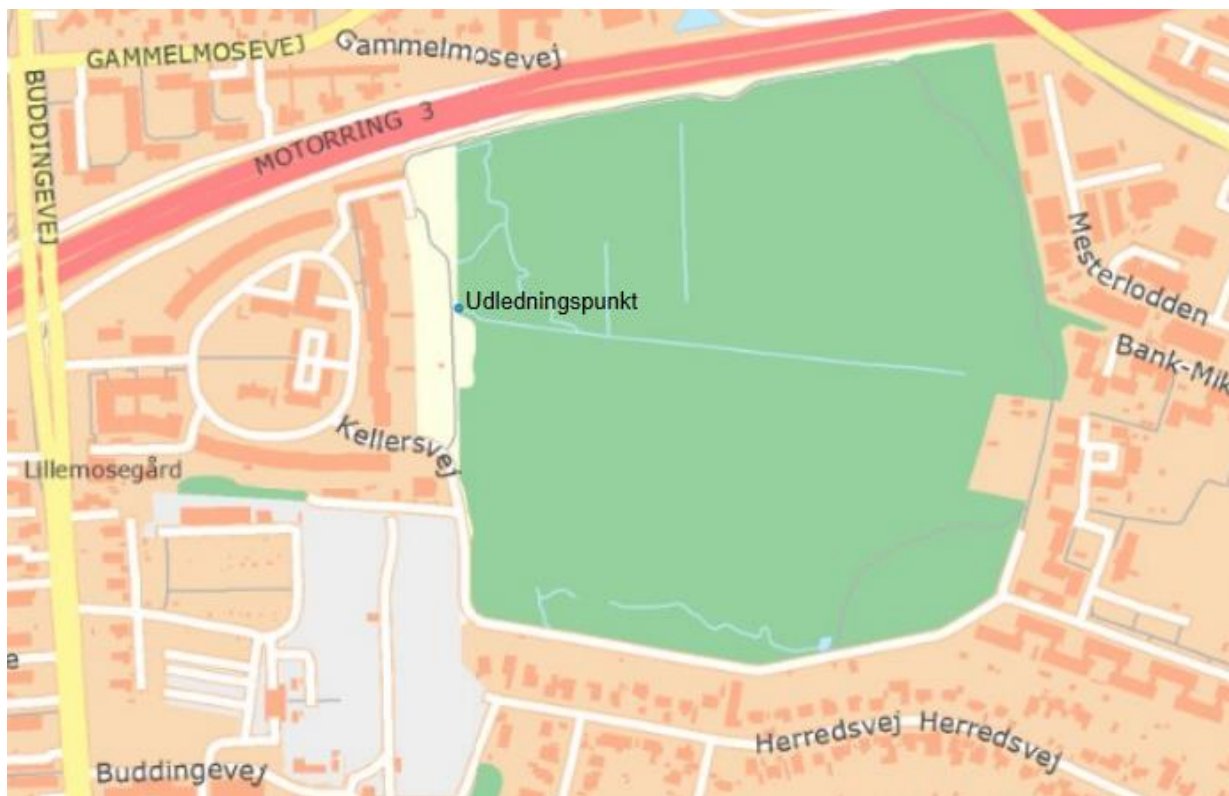 GAMMELMOSEVEJ
Gammelmosevej
BUDDINGEVEJ
MOTORRING 3
Udledningspunkt
Mesterlodden
Bank-Mik
Kellersvej
Lillemosegård
e
Herredsvej Herredsvej
Buddingevej